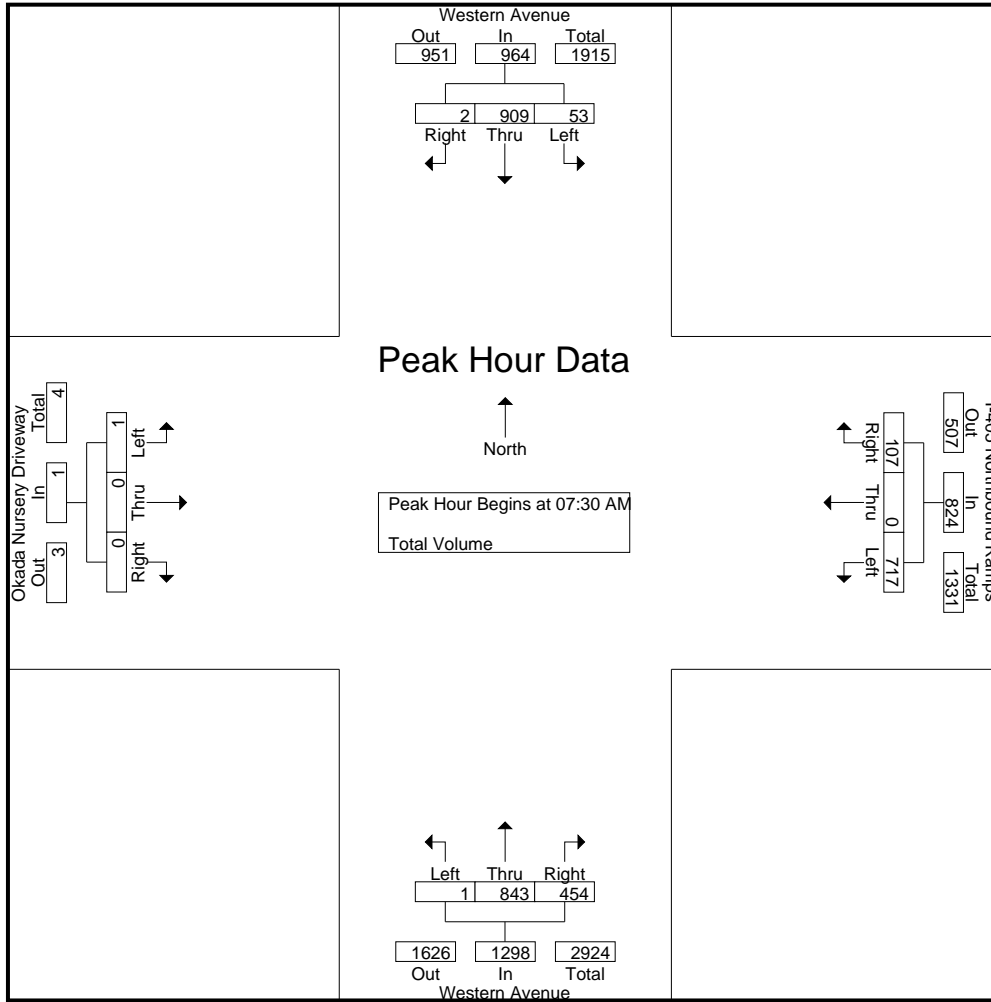 Western Avenue
Out In Total
951 964 1915
2 909 53
Right Thru Left
Peak Hour Data
North
Peak Hour Begins at 07:30 AM
Total Volume
Okada Nursery Driveway
Out In Total
3 1 4
0 0 1
Right Thru Left
Northbound Ramps
Out In Total
507 824 1331
107 0 717
Right Thru Left
Left Thru Right
1 843 454
1626 1298 2924
Out In Total
Western Avenue